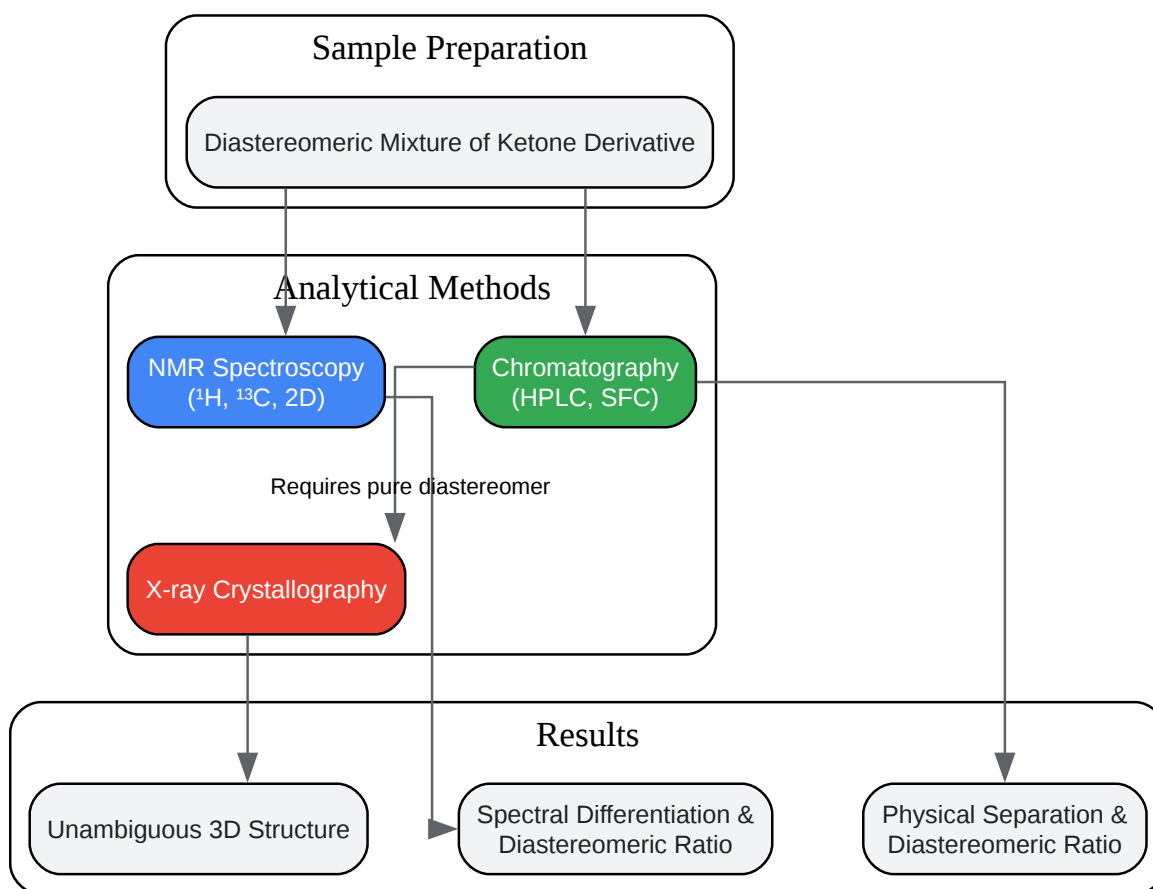 Sample Preparation
Diastereomeric Mixture of Ketone Derivative
Analytical Methods
NMR Spectroscopy
(¹H, ¹³C, 2D)
Chromatography
(HPLC, SFC)
Requires pure diastereomer
X-ray Crystallography
Results
Unambiguous 3D Structure
Spectral Differentiation &
Diastereomeric Ratio
Physical Separation &
Diastereomeric Ratio